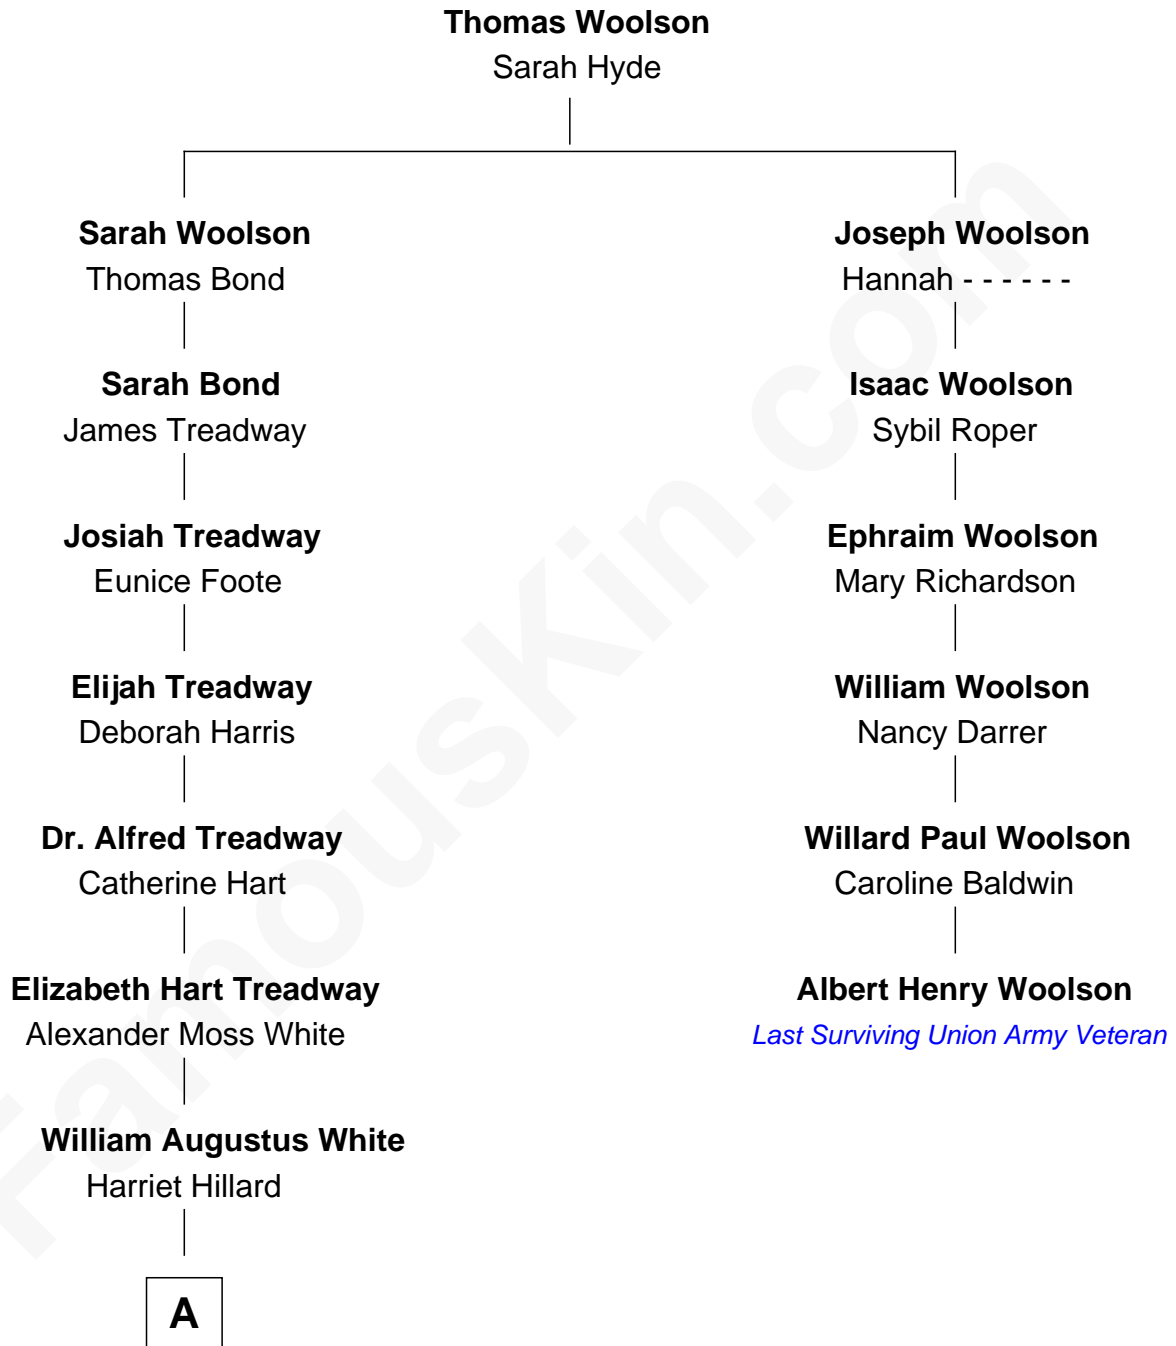 Thomas Woolson
Sarah Hyde
Sarah Woolson
Thomas Bond
Joseph Woolson
Hannah - - - - - -
Sarah Bond
James Treadway
Isaac Woolson
Sybil Roper
Josiah Treadway
Eunice Foote
Ephraim Woolson
Mary Richardson
Elijah Treadway
Deborah Harris
William Woolson
Nancy Darrer
Dr. Alfred Treadway
Catherine Hart
Willard Paul Woolson
Caroline Baldwin
Elizabeth Hart Treadway
Alexander Moss White
Albert Henry Woolson
Last Surviving Union Army Veteran
William Augustus White
Harriet Hillard
A
FamousKin.com